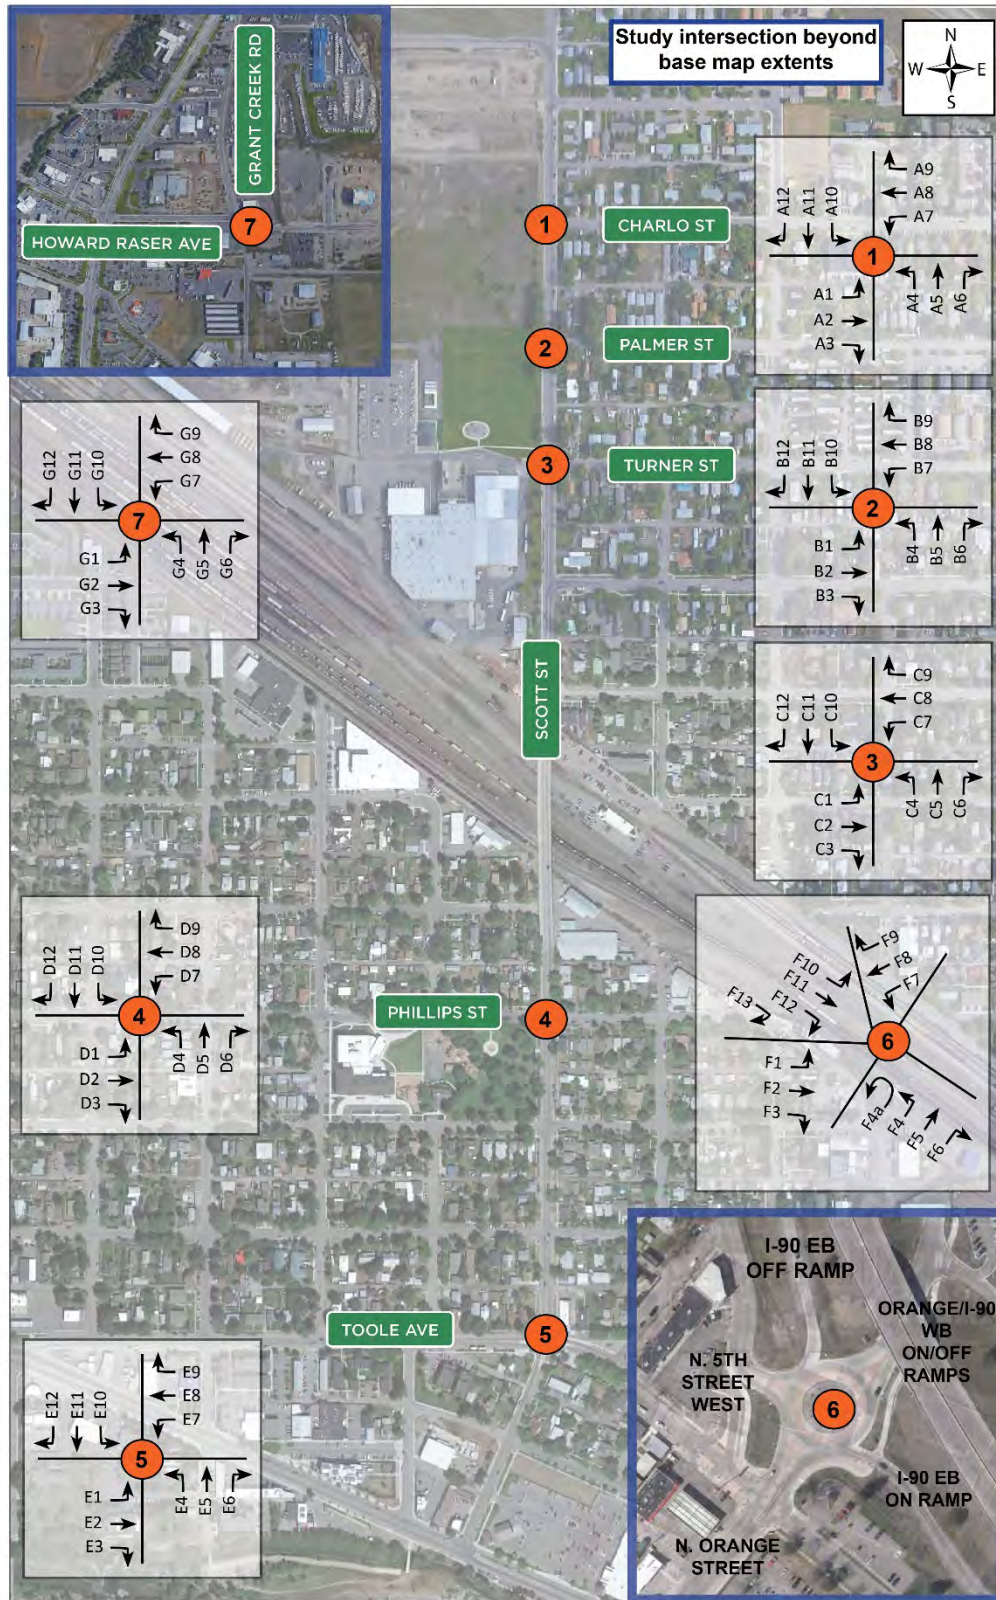 Study intersection beyond
base map extents
N
W E
S
GRANT CREEK RD
HOWARD RASER AVE
7
1
CHARLO ST
2
PALMER ST
3
TURNER ST
SCOTT ST
PHILLIPS ST
4
TOOLE AVE
5
A12 A11 A10
A9
A8
A7
1
A1
A2
A3
A4 A5 A6
B12 B11 B10
B9
B8
B7
2
B1
B2
B3
B4 B5 B6
G12 G11 G10
G9
G8
G7
7
G1
G2
G3
G4 G5 G6
C12 C11 C10
C9
C8
C7
3
C1
C2
C3
C4 C5 C6
D12 D11 D10
D9
D8
D7
4
D1
D2
D3
D4 D5 D6
F9
F8
F7
F10
F11
F12
F13
6
F1
F2
F3
F4a F4 F5 F6
E12 E11 E10
E9
E8
E7
5
E1
E2
E3
E4 E5 E6
I-90 EB
OFF RAMP
ORANGE/I-90
WB
ON/OFF
RAMPS
N. 5TH
STREET
WEST
6
I-90 EB
ON RAMP
N. ORANGE
STREET